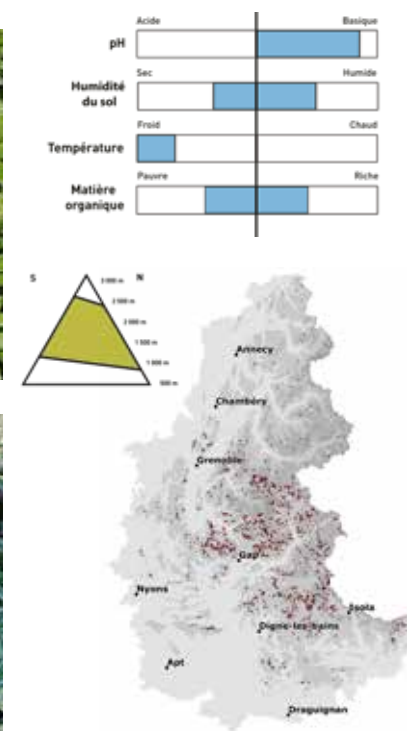 Acide Basique
pH
Sec Humide
Humidité
du sol
Froid Chaud
Température
Pauvre Riche
Matière
organique
S N
3 000 m
2 500 m
2 000 m
1 500 m
1 000 m
500 m
Annecy
Chambéry
Grenoble
Gap
Nyons
Isola
Digne-les-bains
Apt
Draguignan